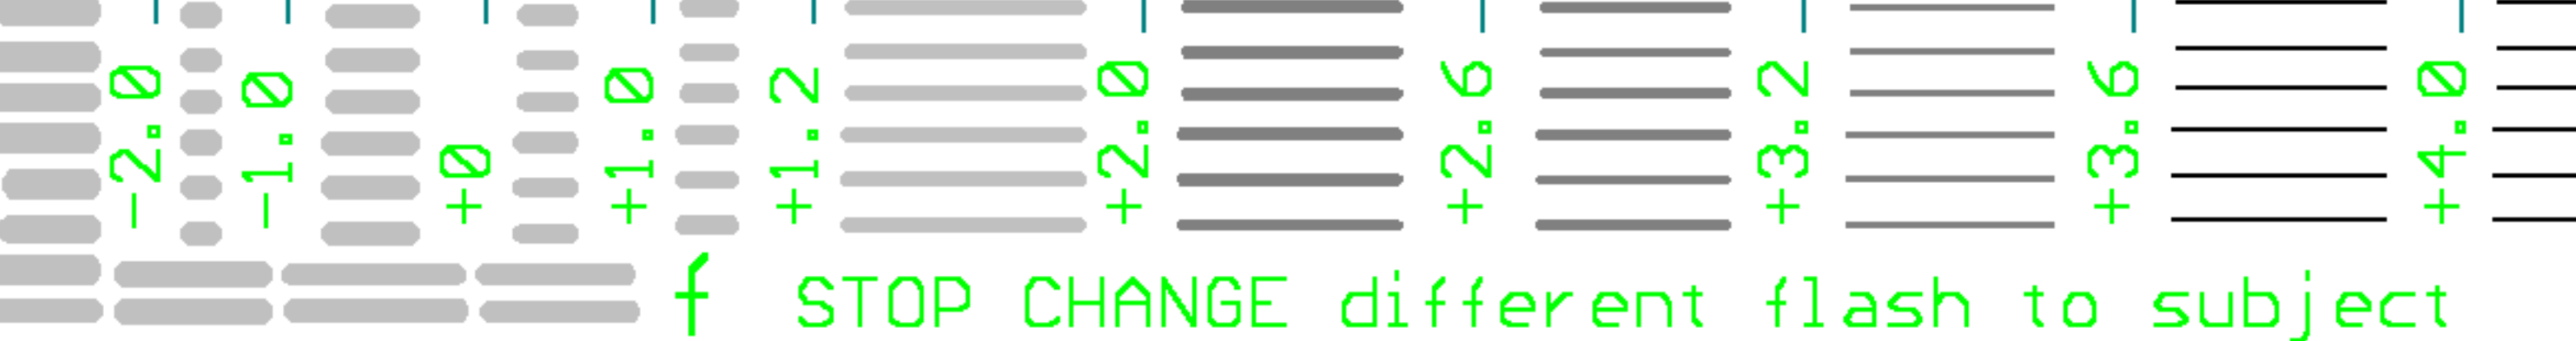 -2.0 -1.0 +0 +1.0 +1.2 +2.0 +2.6 +3.2 +3.6 +4.0
f STOP CHANGE different flash to subject